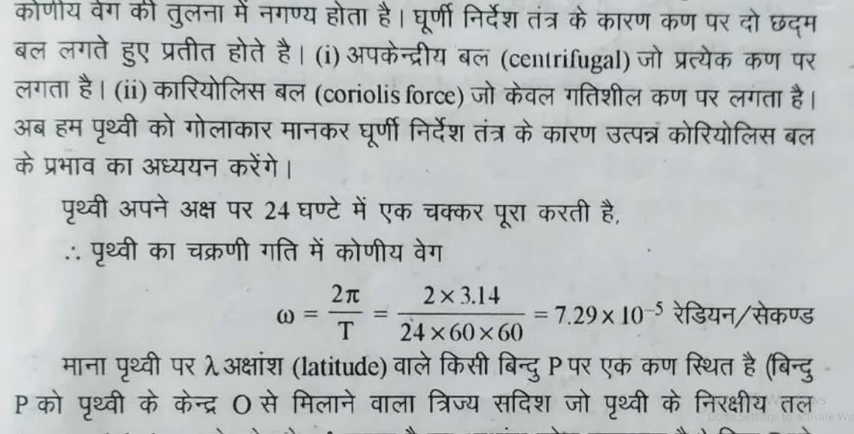 कोणीय वेग की तुलना में नगण्य होता है। घूर्णी निर्देश तंत्र के कारण कण पर दो छद्म
बल लगते हुए प्रतीत होते है। (i) अपकेन्द्रीय बल (centrifugal) जो प्रत्येक कण पर
लगता है। (ii) कारियोलिस बल (coriolis force) जो केवल गतिशील कण पर लगता है।
अब हम पृथ्वी को गोलाकार मानकर घूर्णी निर्देश तंत्र के कारण उत्पन्न कोरियोलिस बल
के प्रभाव का अध्ययन करेंगे।
पृथ्वी अपने अक्ष पर 24 घण्टे में एक चक्कर पूरा करती है,
∴ पृथ्वी का चक्रणी गति में कोणीय वेग
ω = 2π / T = 2 × 3.14 / 24 × 60 × 60 = 7.29 × 10⁻⁵ रेडियन/सेकण्ड
माना पृथ्वी पर λ अक्षांश (latitude) वाले किसी बिन्दु P पर एक कण स्थित है (बिन्दु
P को पृथ्वी के केन्द्र O से मिलाने वाला त्रिज्य सदिश जो पृथ्वी के निरक्षीय तल